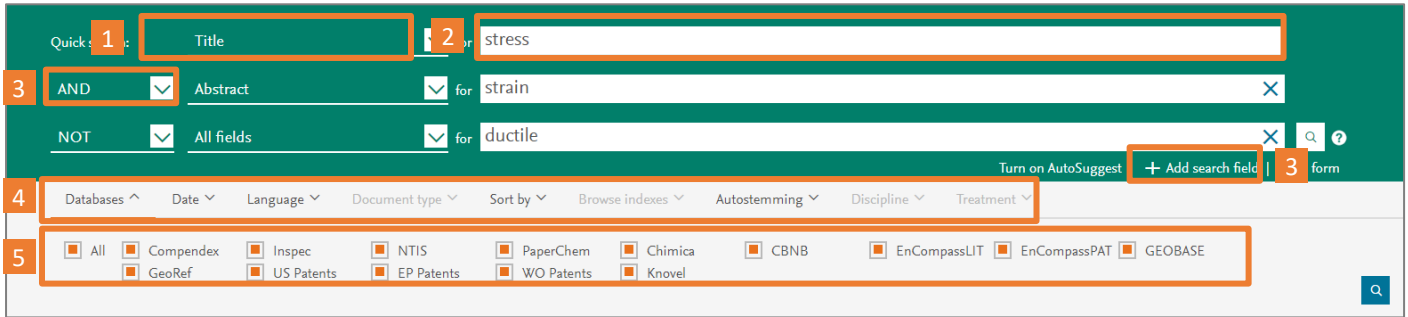 Quick s 1 n: Title 2 or stress
3 AND Abstract for strain
NOT All fields for ductile
Turn on AutoSuggest + Add search field | 3 form
4 Databases Date Language Document type Sort by Browse indexes Autostemming Discipline Treatment
5 All Compendex Inspec NTIS PaperChem Chimica CBNB EnCompassLIT EnCompassPAT GEOBASE
GeoRef US Patents EP Patents WO Patents Knovel